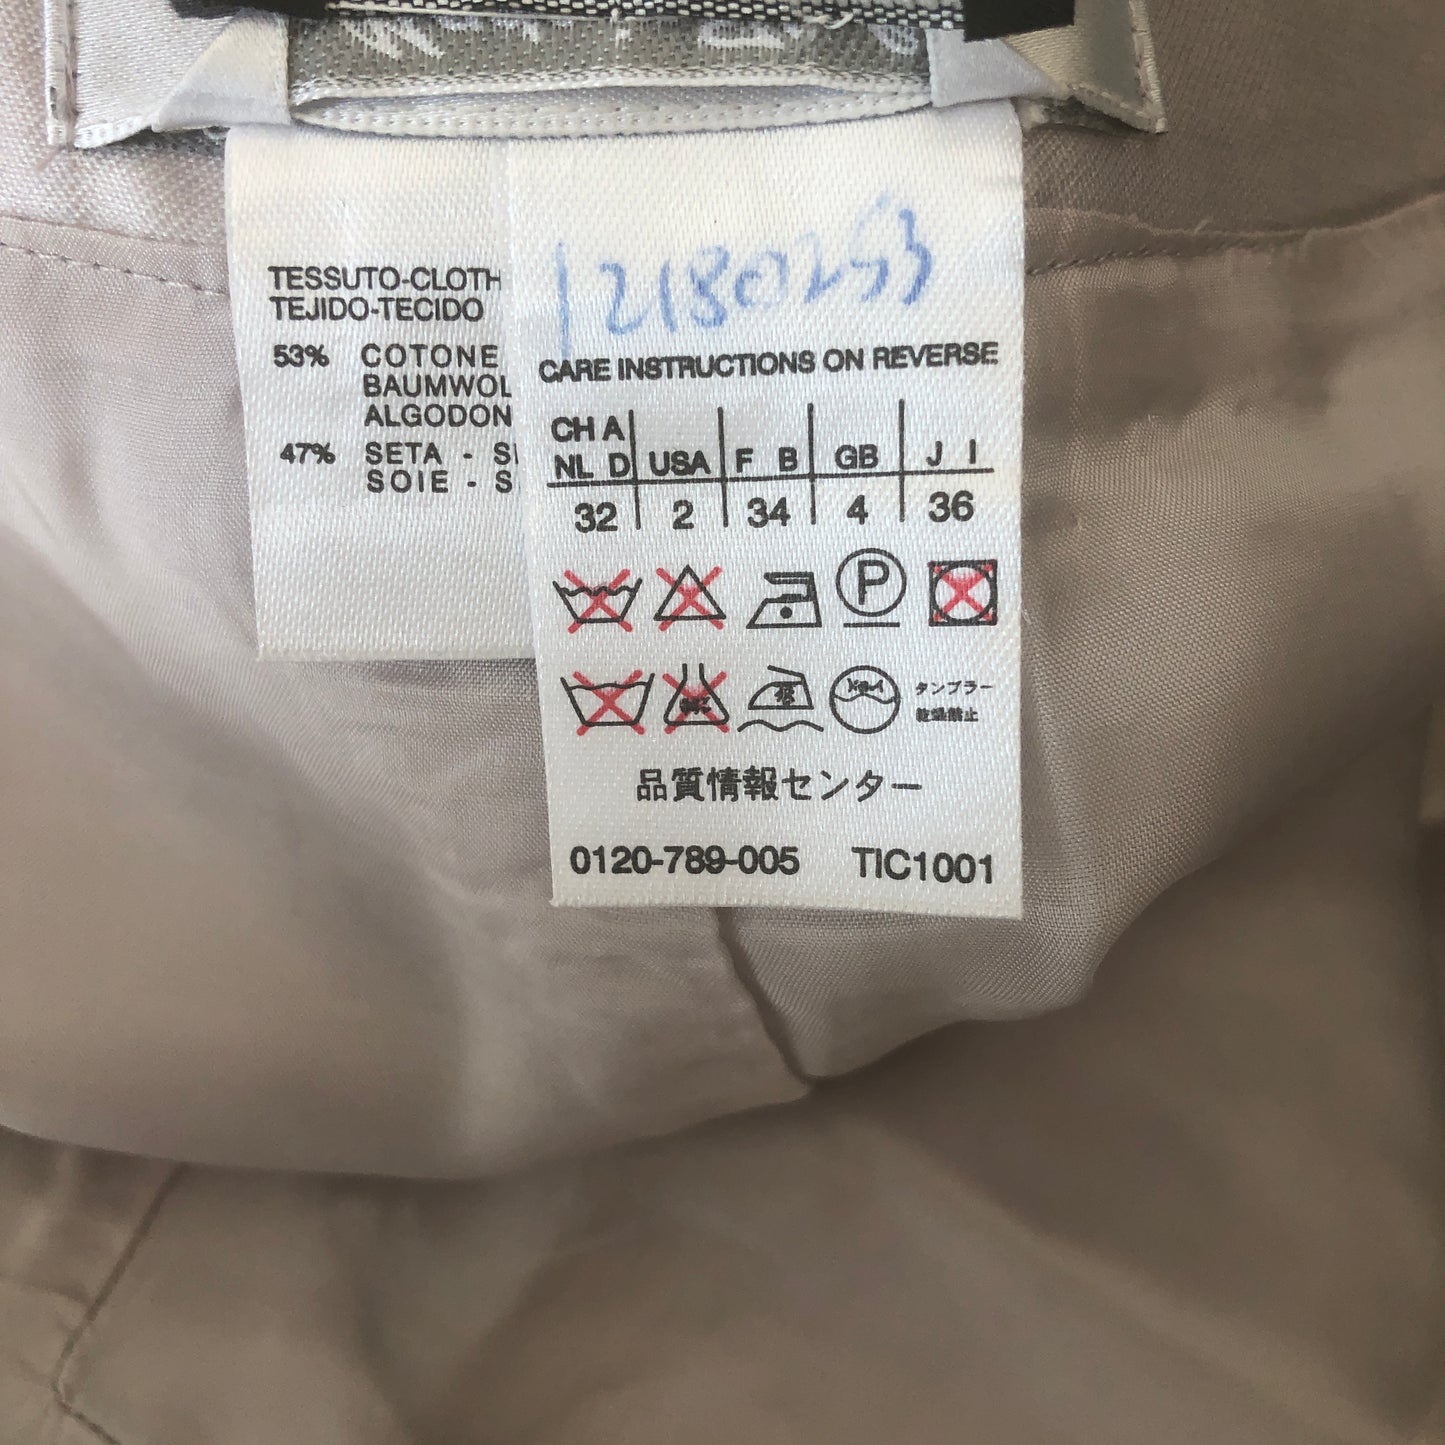 TESSUTO-CLOTH
TEJIDO-TECIDO
53% COTONE
BAUMWOL
ALGODON
47% SETA - S
SOIE - S
12180253
CARE INSTRUCTIONS ON REVERSE
CH A
NL D USA F B GB J I
32 2 34 4 36
P
タンブラー
乾燥禁止
品質情報センター
0120-789-005 TIC1001